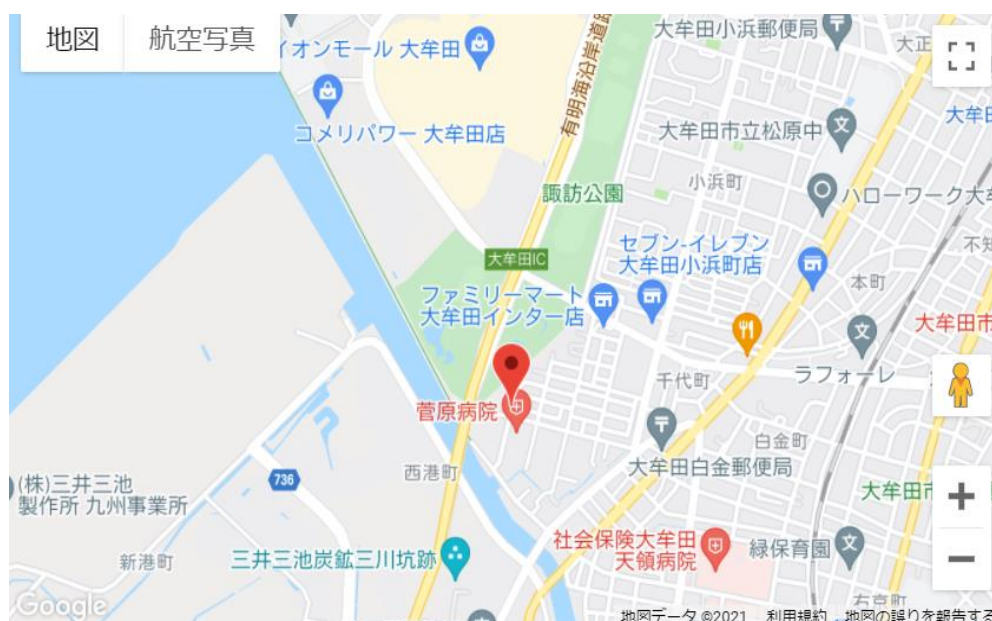 地図 航空写真
大牟田小浜郵便局
大正
イオンモール 大牟田
有明海沿岸道路
コメリパワー 大牟田店
大牟田市立松原中
大牟田
小浜町
諏訪公園
ハローワーク大牟
セブン-イレブン
大牟田小浜町店
不知
大牟田IC
本町
ファミリーマート
大牟田インター店
大牟田市
ラフォーレ
千代町
菅原病院
白金町
大牟田白金郵便局
西港町
736
(株)三井三池
製作所 九州事業所
大牟田市
社会保険大牟田
天領病院
緑保育園
新港町
三井三池炭鉱三川坑跡
右京町
Google
地図データ ©2021 利用規約 地図の誤りを報告する